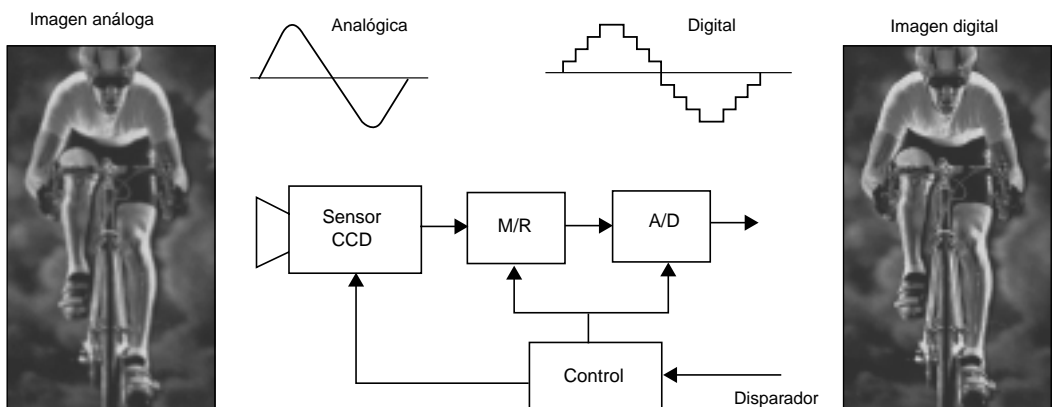 Imagen análoga
Analógica
Digital
Imagen digital
Sensor
CCD
M/R
A/D
Control
Disparador